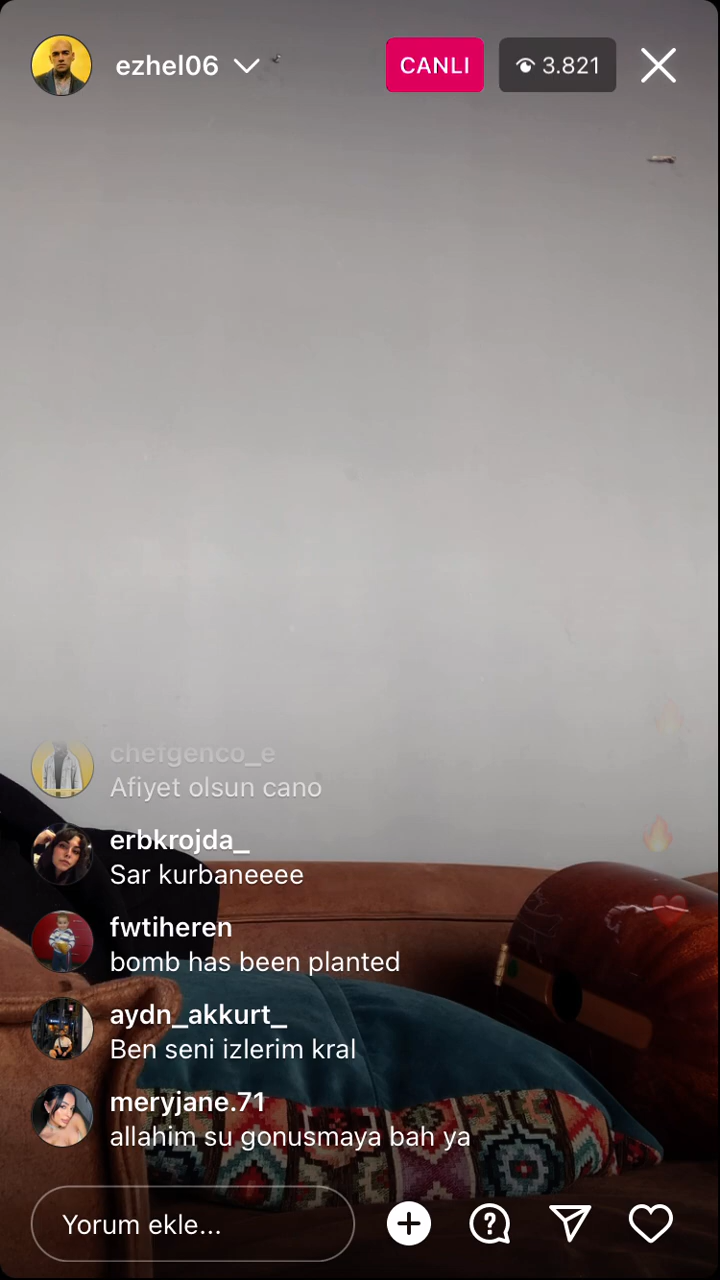 ezhel06
CANLI
3.821
chefgenco_e
Afiyet olsun cano
erbkrojda_
Sar kurbaneeee
fwtiheren
bomb has been planted
aydn_akkurt_
Ben seni izlerim kral
meryjane.71
allahim su gonusmaya bah ya
Yorum ekle...